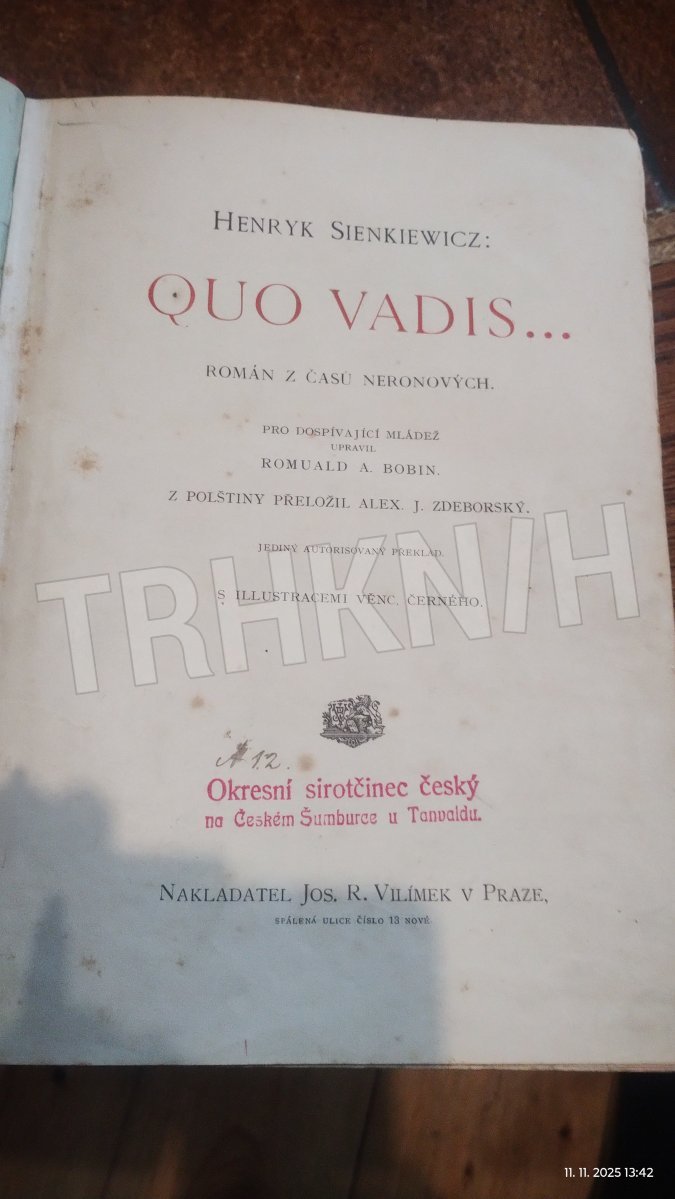 HENRYK SIENKIEWICZ:
QUO VADIS...
ROMÁN Z ČASŮ NERONOVÝCH.
PRO DOSPÍVAJÍCÍ MLÁDEŽ
UPRAVIL
ROMUALD A. BOBIN.
Z POLŠTINY PŘELOŽIL ALEX. J. ZDEBORSKÝ.
JEDINÝ AUTORISOVANÝ PŘEKLAD.
S ILLUSTRACEMI VĚNC. ČERNÉHO.
TRHKNIH
12.
Okresní sirotčinec český
na Českém Šumburce u Tanvaldu.
NAKLADATEL JOS. R. VILÍMEK V PRAZE,
SPÁLENÁ ULICE ČÍSLO 13 NOVÉ
11. 11. 2025 13:42